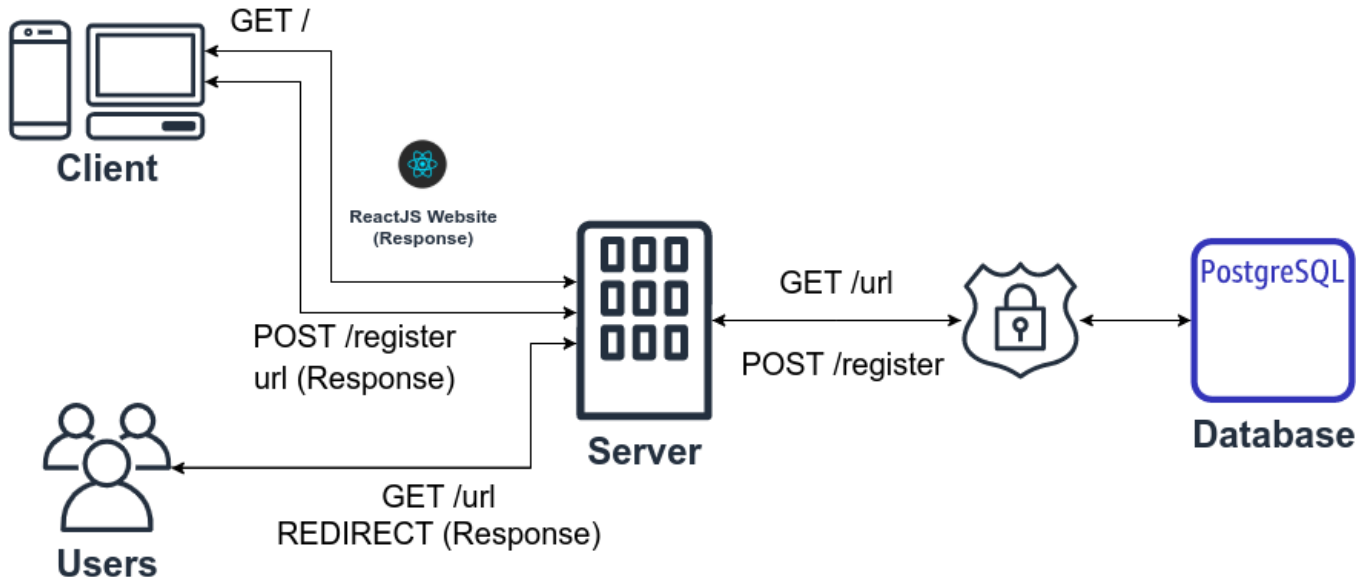 GET /
Client
ReactJS Website
(Response)
POST /register
url (Response)
Server
GET /url
POST /register
PostgreSQL
Database
GET /url
REDIRECT (Response)
Users